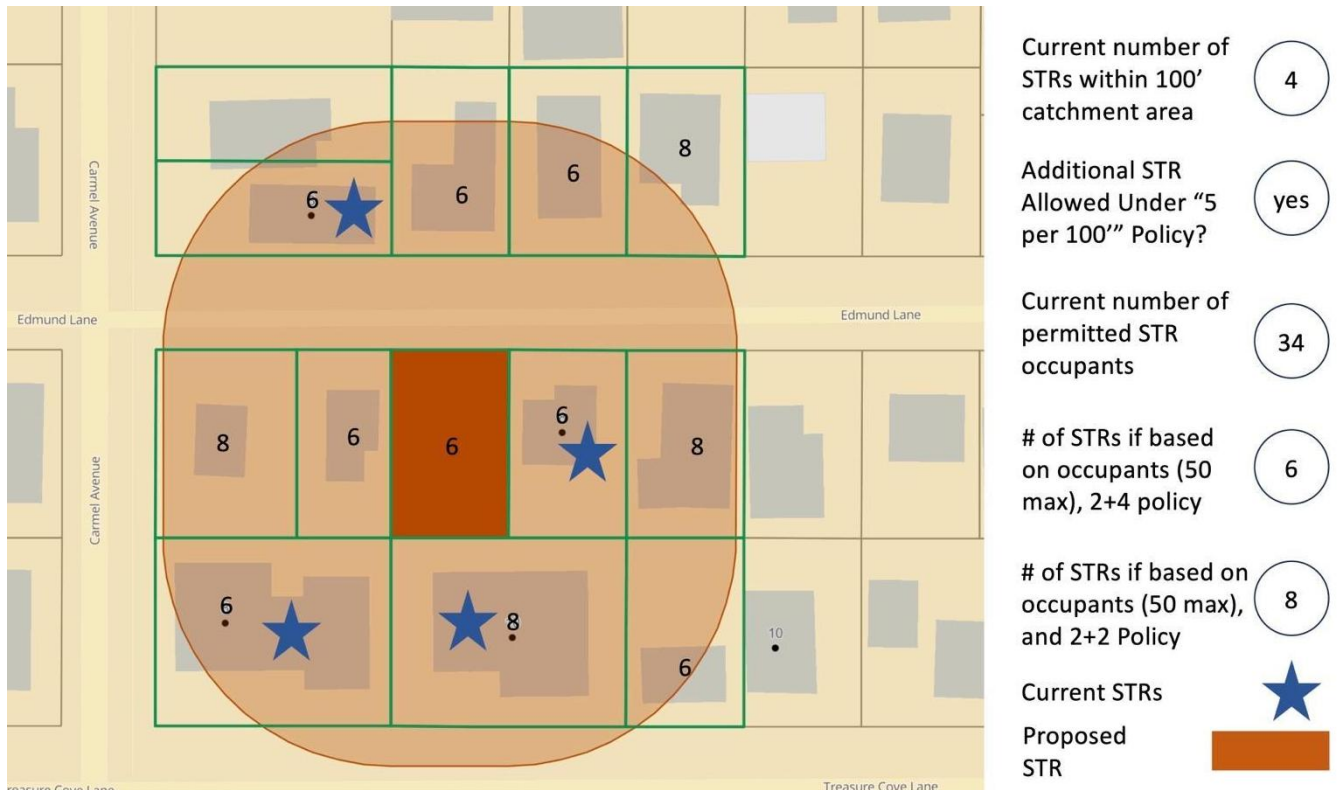 Current number of
STRs within 100’
catchment area
4
Additional STR
Allowed Under “5
per 100’” Policy?
yes
Current number of
permitted STR
occupants
34
# of STRs if based
on occupants (50
max), 2+4 policy
6
# of STRs if based on
occupants (50 max),
and 2+2 Policy
8
Current STRs
Proposed
STR
Carmel Avenue
6
6
6
8
Edmund Lane
Edmund Lane
Carmel Avenue
8
6
6
6
8
6
8
6
10
Treasure Cove Lane